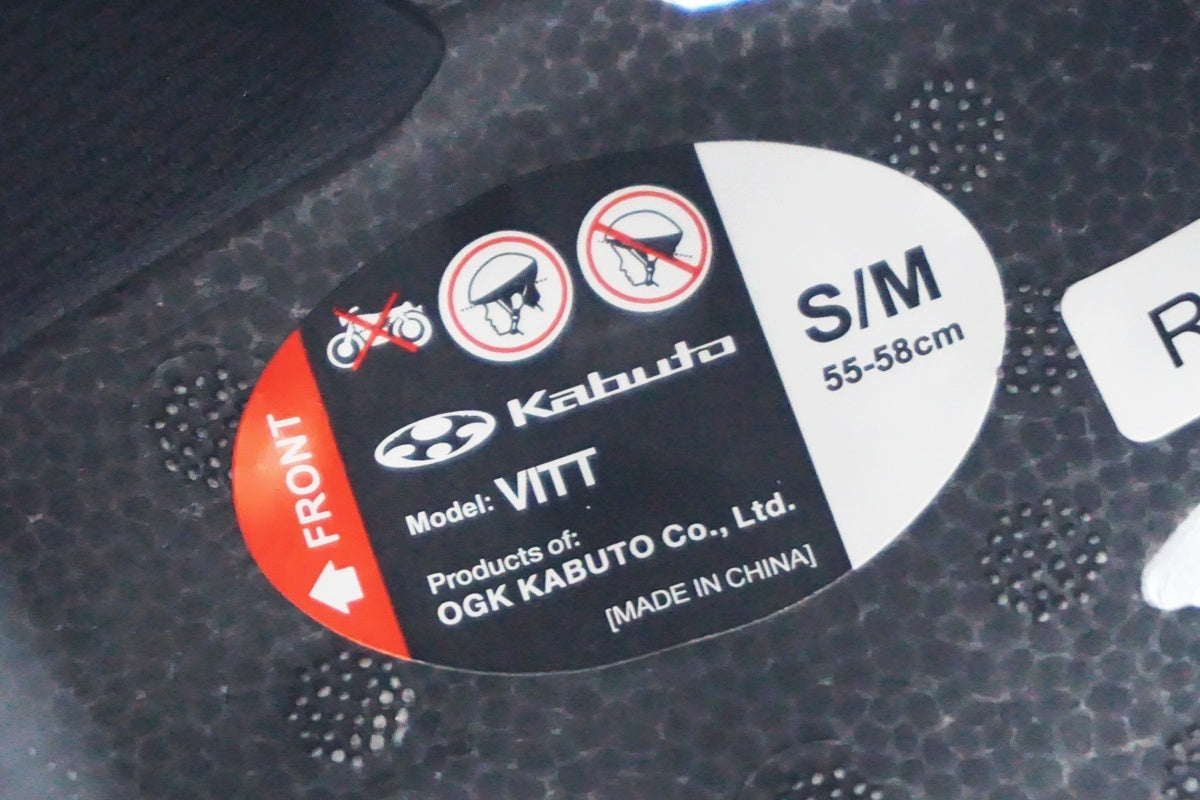 FRONT
Kabuto
Model: VITT
Products of:
OGK KABUTO Co., Ltd.
[MADE IN CHINA]
S/M
55-58cm
R